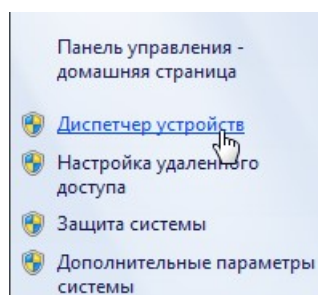 Панель управления -
домашняя страница
Диспетчер устройств
Настройка удаленного
доступа
Защита системы
Дополнительные параметры
системы